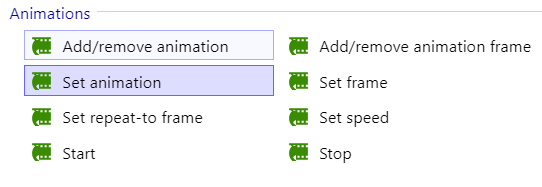 Animations
Add/remove animation
Add/remove animation frame
Set animation
Set frame
Set repeat-to frame
Set speed
Start
Stop